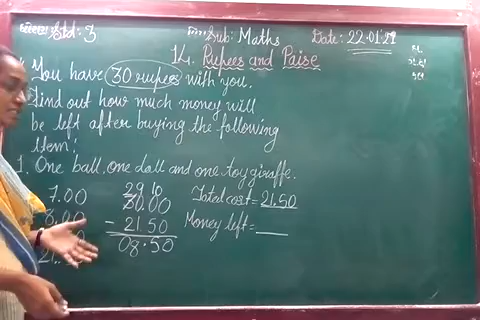 Std: 3
Sub: Maths
Date: 22.01.21
14. Rupees and Paise
You have 30 rupees with you.
Find out how much money will
be left after buying the following
item:
1. One ball, one doll and one toy giraffe.
7.00
8.00
21.
29 10
30.00
- 21.50
08.50
Total cost = 21.50
Money left = ____